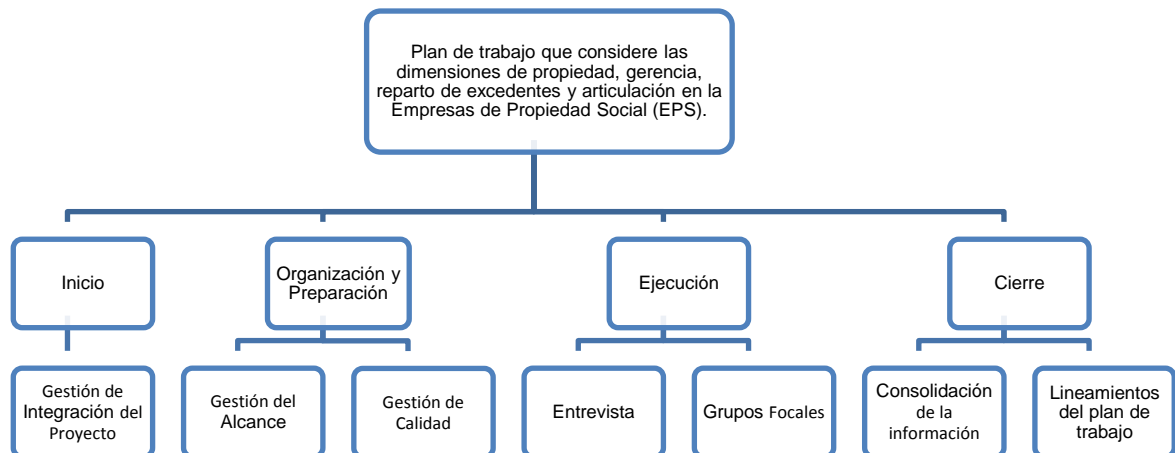 Plan de trabajo que considere las
dimensiones de propiedad, gerencia,
reparto de excedentes y articulación en la
Empresas de Propiedad Social (EPS).
Inicio
Organización y
Preparación
Ejecución
Cierre
Gestión de
Integración del
Proyecto
Gestión del
Alcance
Gestión de
Calidad
Entrevista
Grupos Focales
Consolidación
de la
información
Lineamientos
del plan de
trabajo